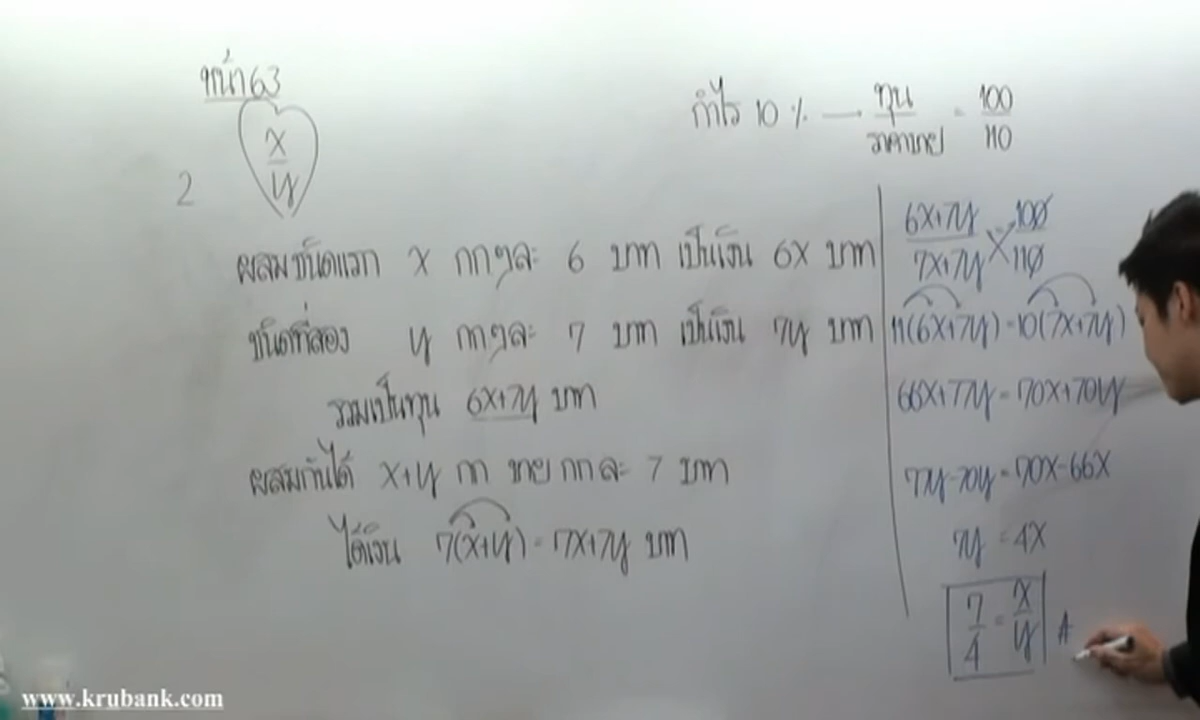 หน้า 63
2
x/y
ผสมชนิดแรก x กก ๆละ 6 บาท เป็นเงิน 6x บาท
ชนิดที่สอง y กก ๆละ 7 บาท เป็นเงิน 7y บาท
รวมเป็นทุน 6x+7y บาท
ผสมกันได้ x+y กก ขาย กก ละ 7 บาท
ได้เงิน 7(x+y) = 7x+7y บาท
กำไร 10 % → ทุน/ราคาขาย = 100/110
6x+7y/7x+7y = 100/110
11(6x+7y) = 10(7x+7y)
66x+77y = 70x+70y
77y-70y = 70x-66x
7y = 4x
7/4 = x/y
www.krubank.com